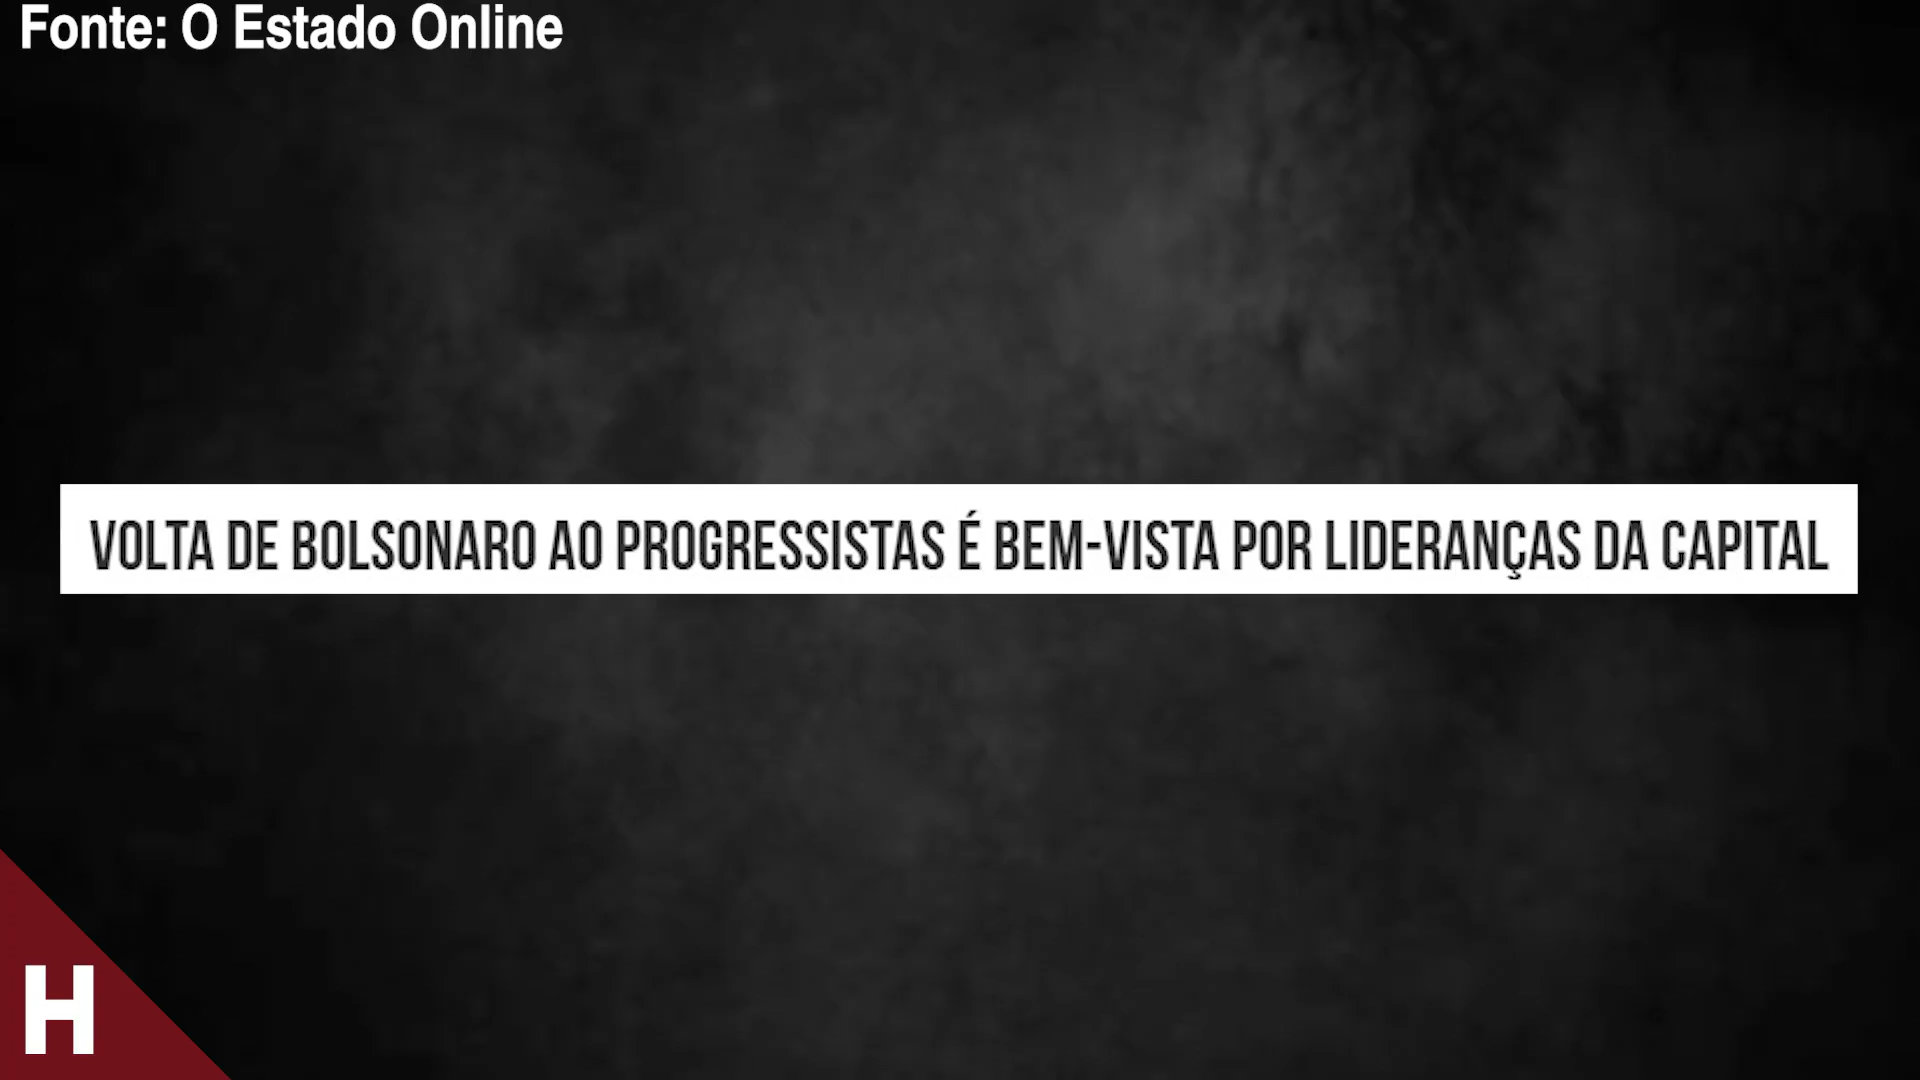 Fonte: O Estado Online
VOLTA DE BOLSONARO AO PROGRESSISTAS É BEM-VISTA POR LIDERANÇAS DA CAPITAL
H